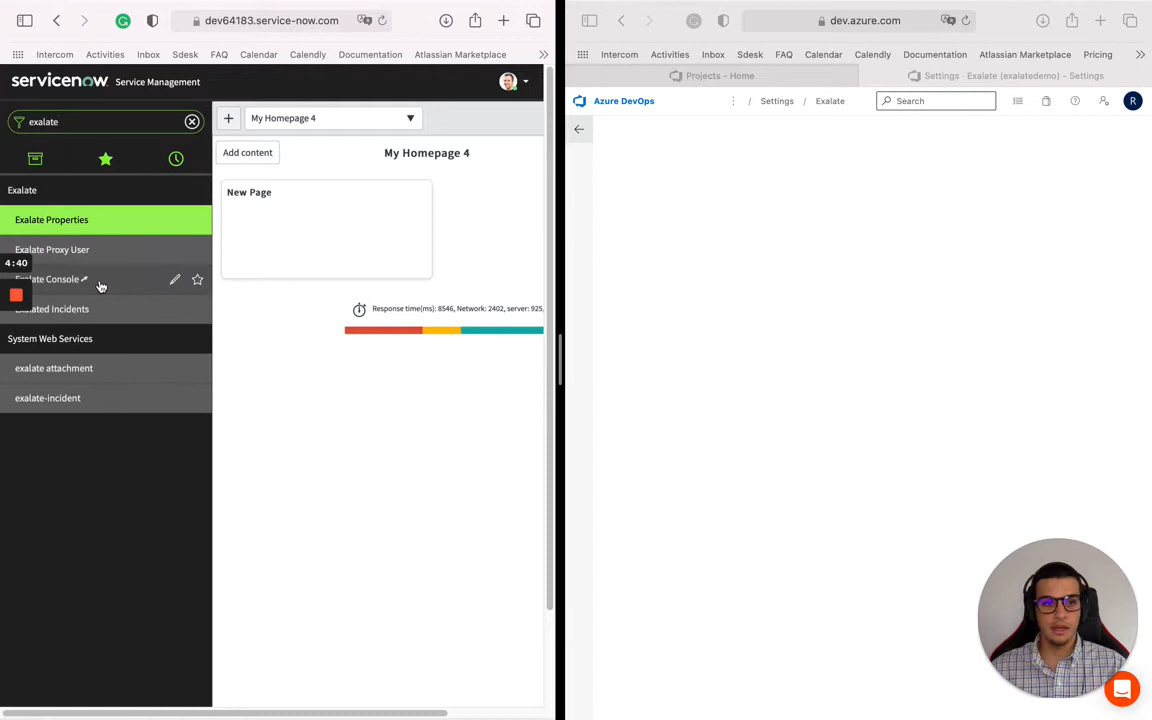 dev64183.service-now.com
Intercom Activities Inbox Sdesk FAQ Calendar Calendly Documentation Atlassian Marketplace
servicenow Service Management
exalate
Exalate
Exalate Properties
Exalate Proxy User
4:40
Exalate Console
Exalated Incidents
System Web Services
exalate attachment
exalate-incident
My Homepage 4
Add content
My Homepage 4
New Page
Response time(ms): 8546, Network: 2402, server: 925,
dev.azure.com
Intercom Activities Inbox Sdesk FAQ Calendar Calendly Documentation Atlassian Marketplace Pricing
Projects - Home
Settings - Exalate (exalatedemo) - Settings
Azure DevOps / Settings / Exalate
Search
R